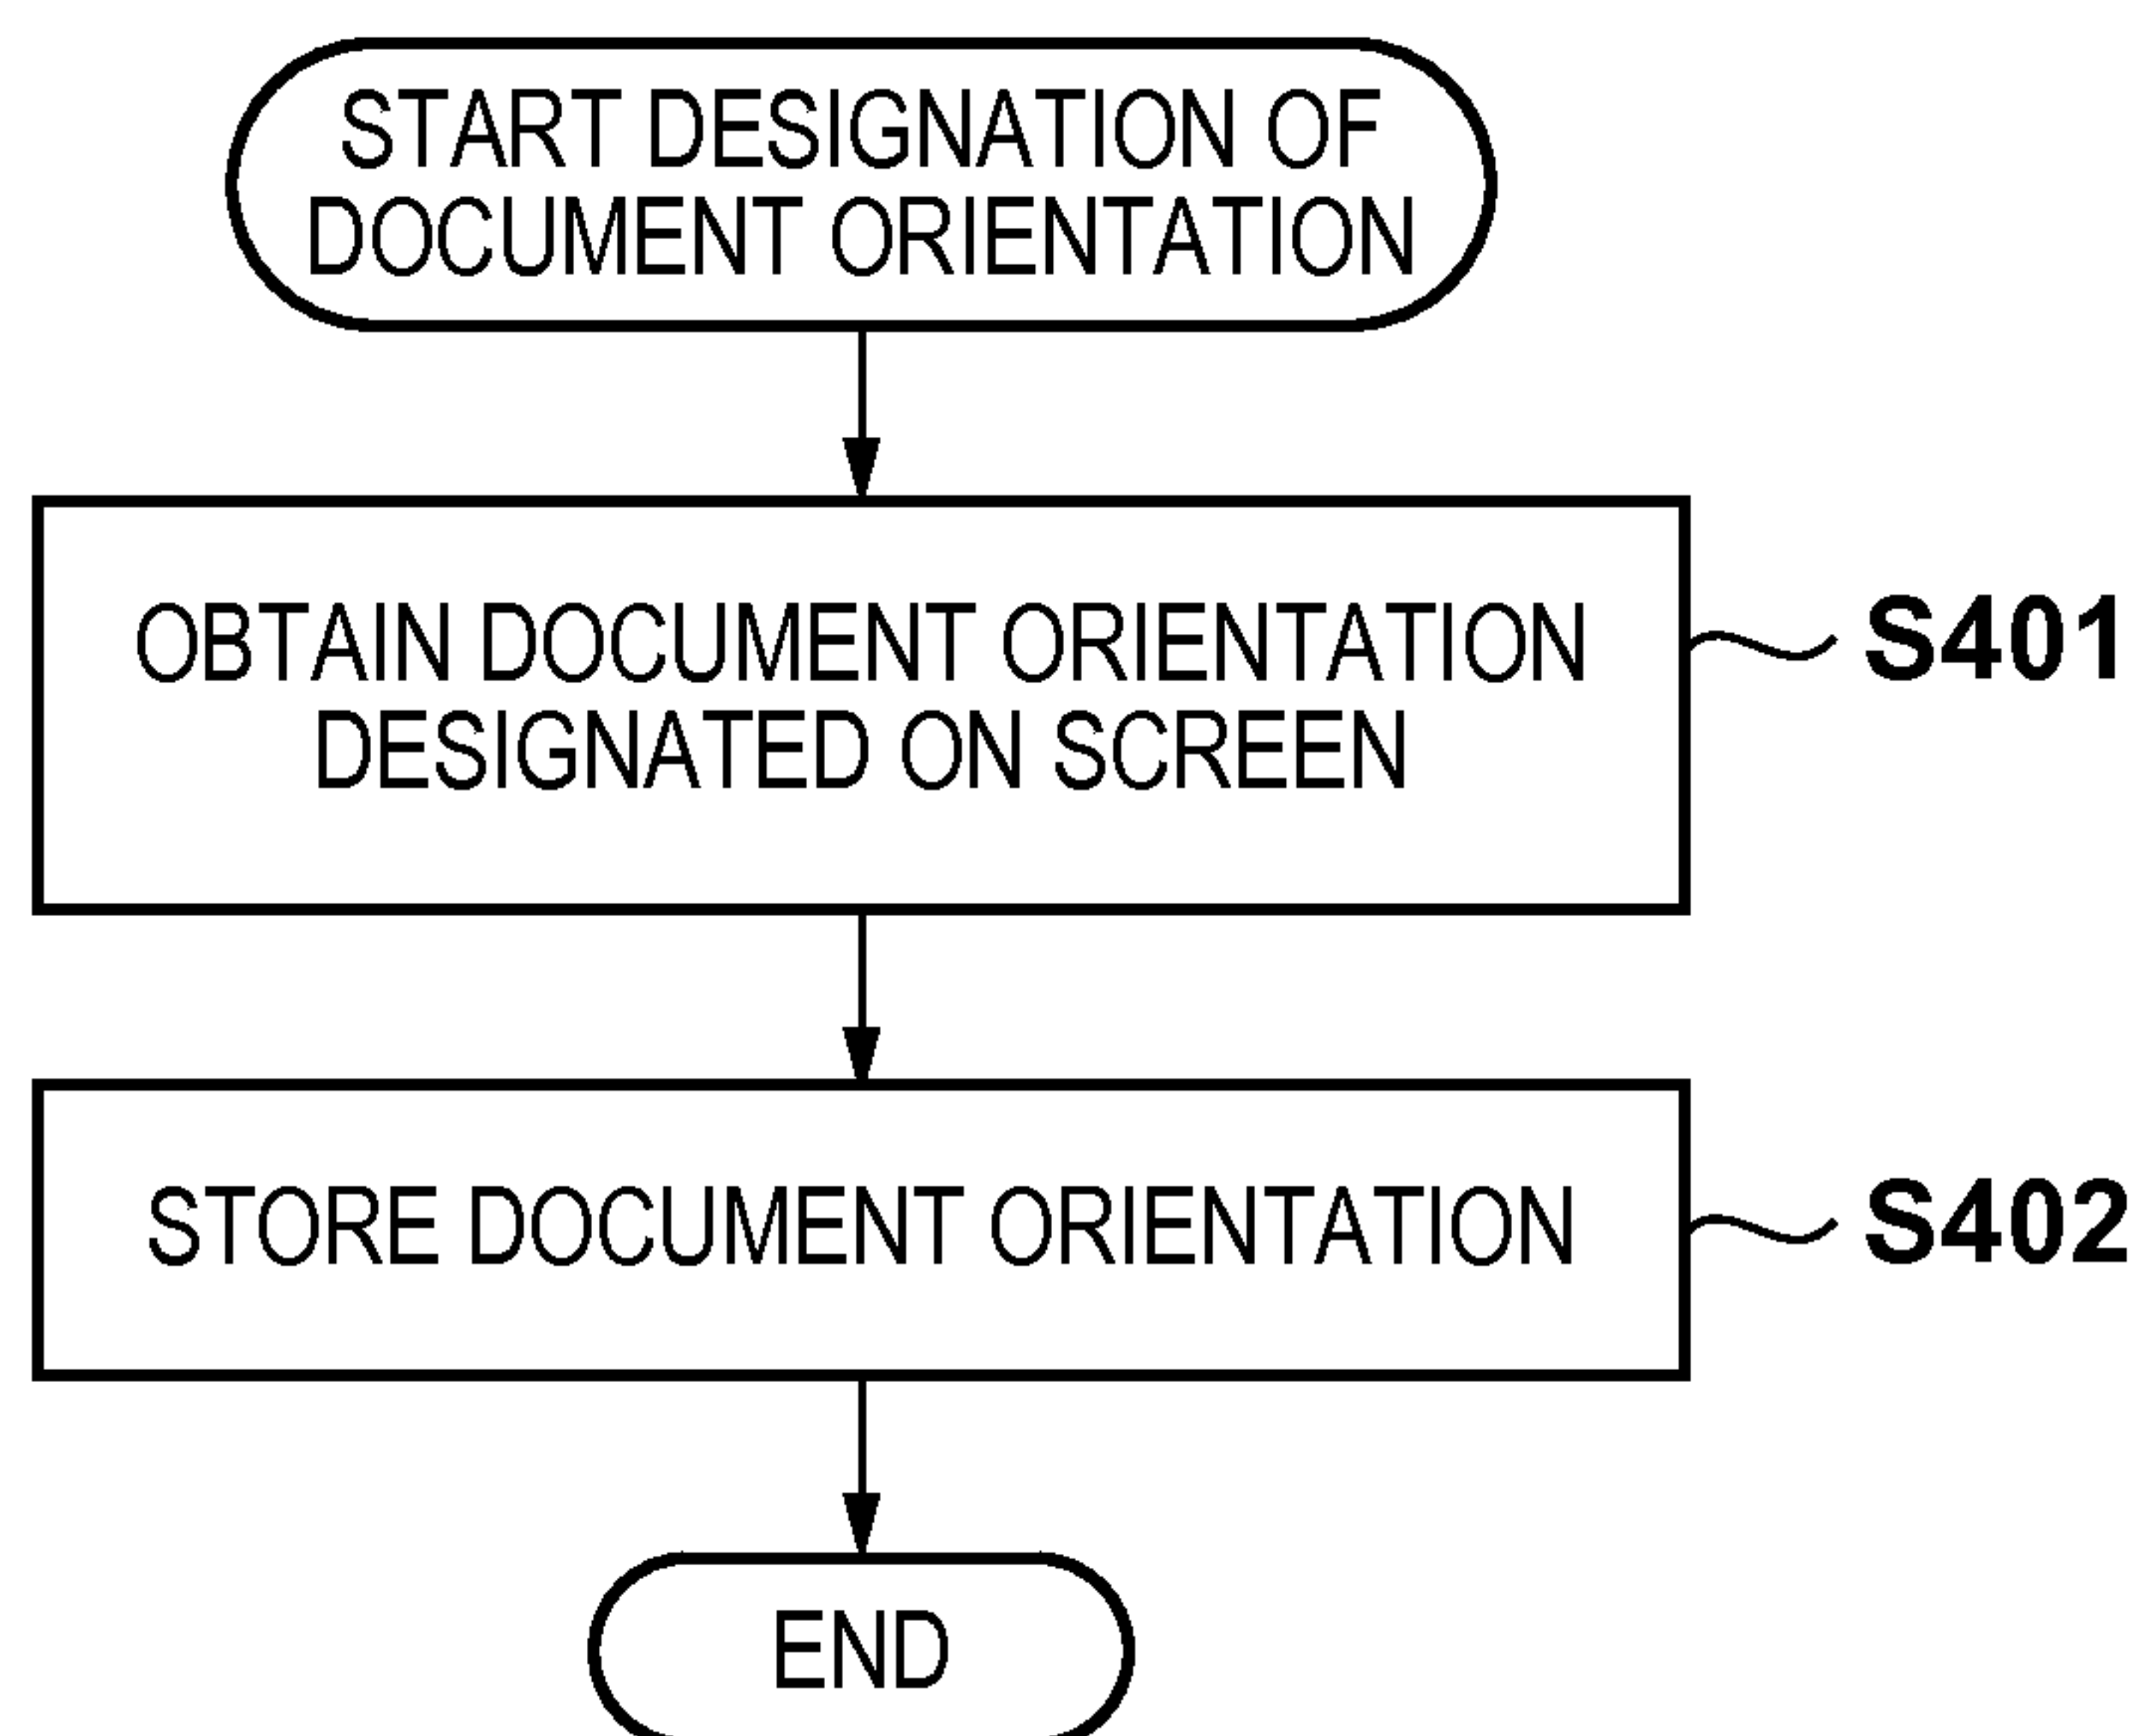 START DESIGNATION OF
DOCUMENT ORIENTATION
OBTAIN DOCUMENT ORIENTATION
DESIGNATED ON SCREEN
S401
STORE DOCUMENT ORIENTATION
S402
END